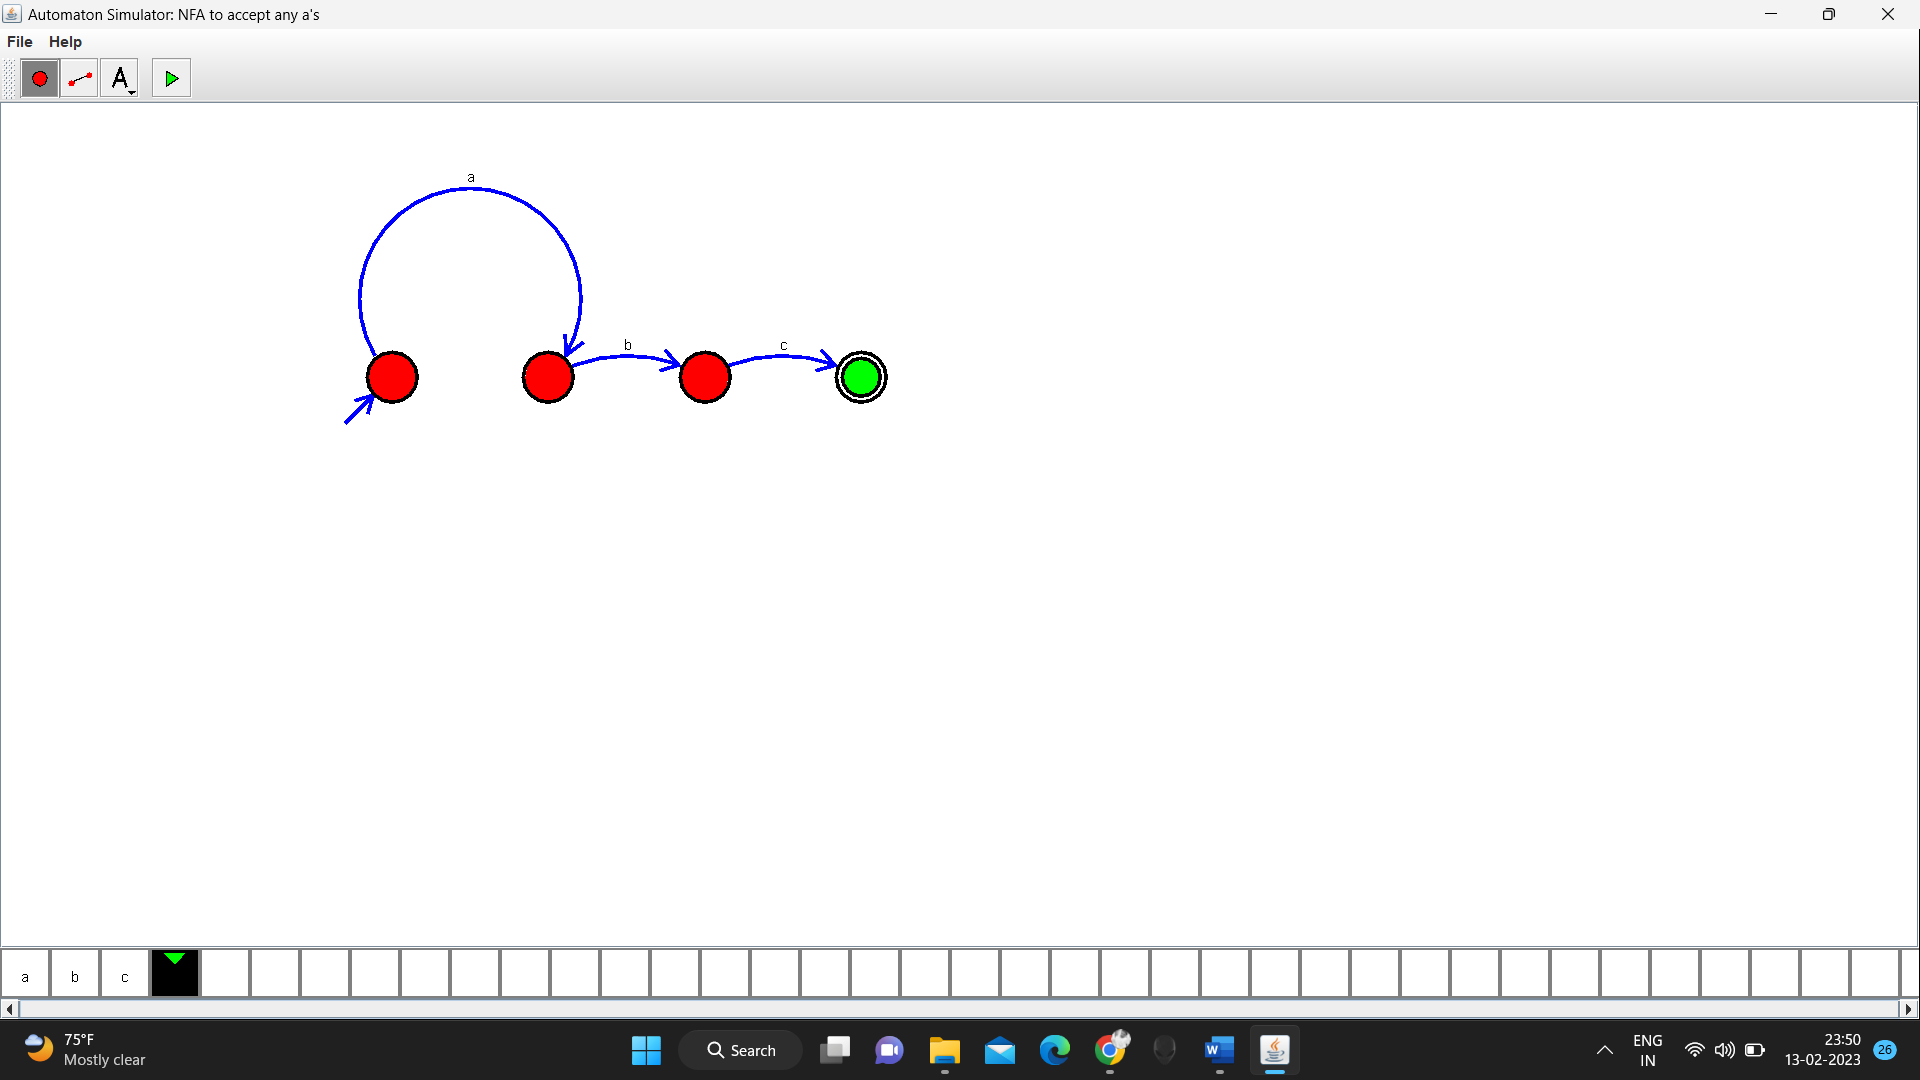 Automaton Simulator: NFA to accept any a's
File Help
A
a
b
c
a b c
75°F
Mostly clear
Search
W
ENG
IN
23:50
13-02-2023
26